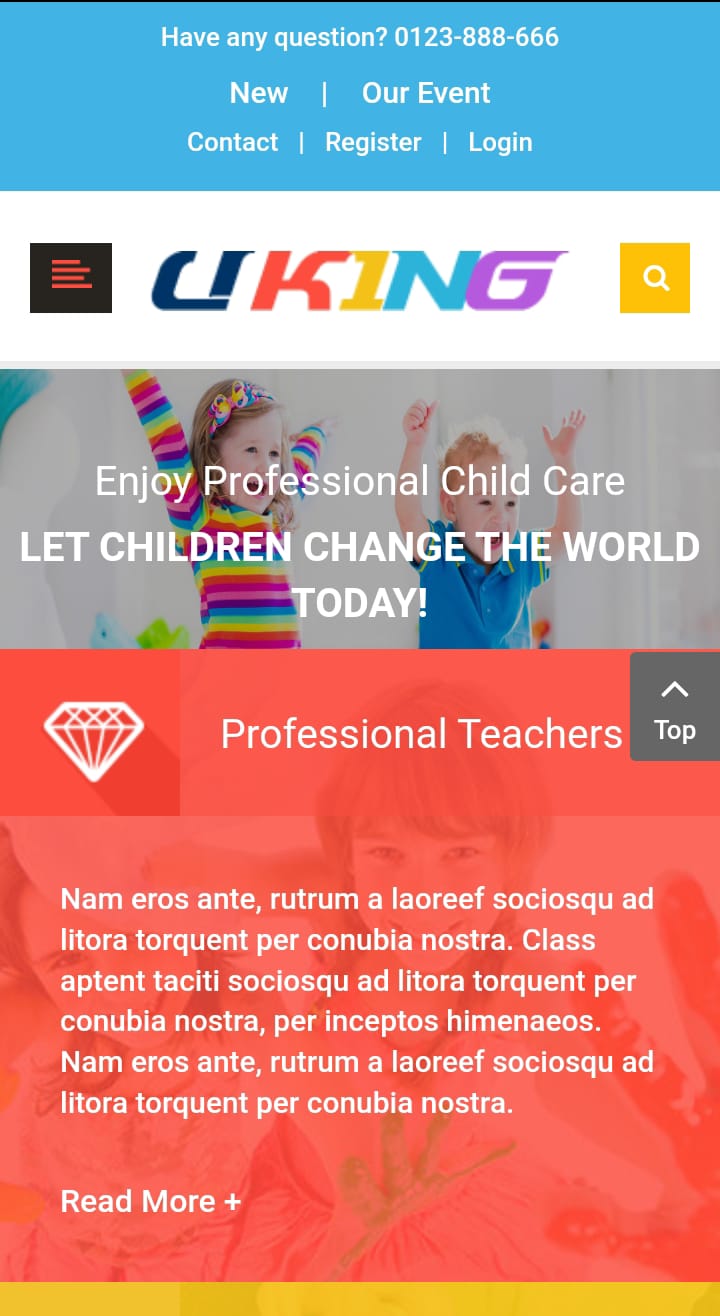 Have any question? 0123-888-666
New | Our Event
Contact | Register | Login
UKING
Enjoy Professional Child Care
LET CHILDREN CHANGE THE WORLD
TODAY!
Professional Teachers
Top
Nam eros ante, rutrum a laoreef sociosqu ad
litora torquent per conubia nostra. Class
aptent taciti sociosqu ad litora torquent per
conubia nostra, per inceptos himenaeos.
Nam eros ante, rutrum a laoreef sociosqu ad
litora torquent per conubia nostra.
Read More +